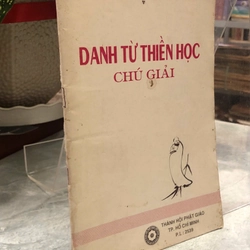 DANH TỪ THIỀN HỌC
CHÚ GIẢI
THÀNH HỘI PHẬT GIÁO
TP. HỒ CHÍ MINH